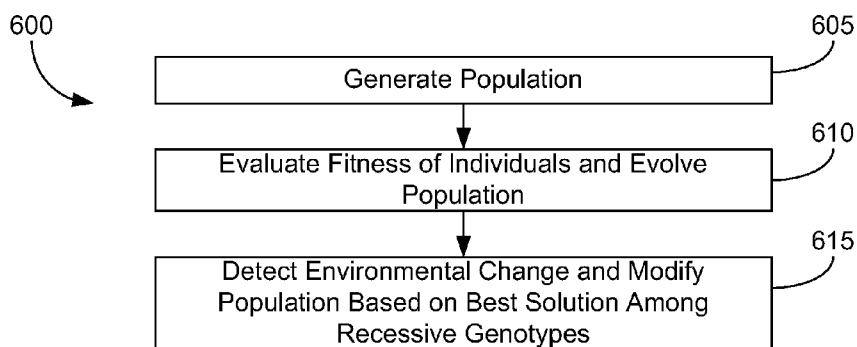 600
605
Generate Population
610
Evaluate Fitness of Individuals and Evolve
Population
615
Detect Environmental Change and Modify
Population Based on Best Solution Among
Recessive Genotypes